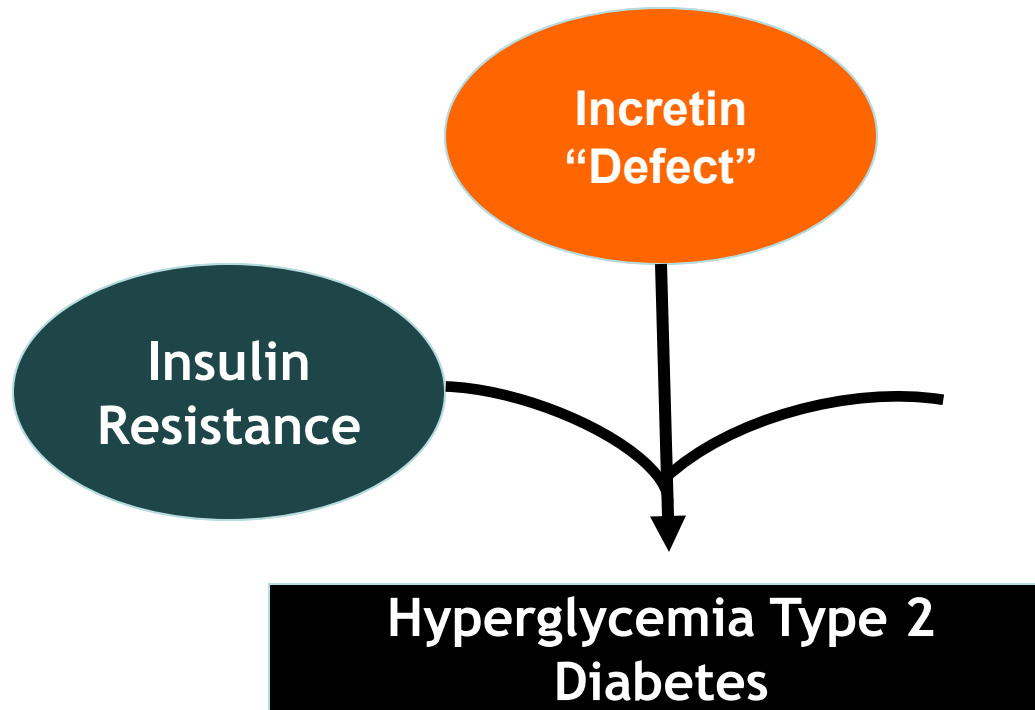 Incretin
“Defect”
Insulin
Resistance
Hyperglycemia Type 2
Diabetes